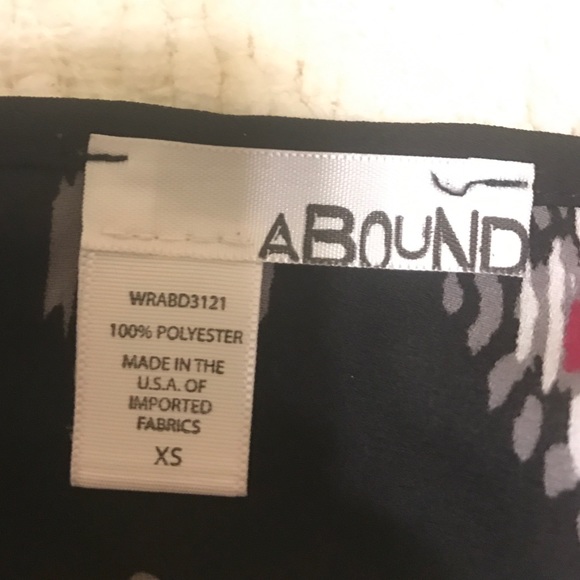 ABOUND
WRABD3121
100% POLYESTER
MADE IN THE
U.S.A. OF
IMPORTED
FABRICS
XS